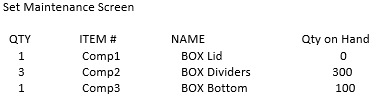 Set Maintenance Screen
QTY ITEM # NAME Qty on Hand
1 Comp1 BOX Lid 0
3 Comp2 BOX Dividers 300
1 Comp3 BOX Bottom 100